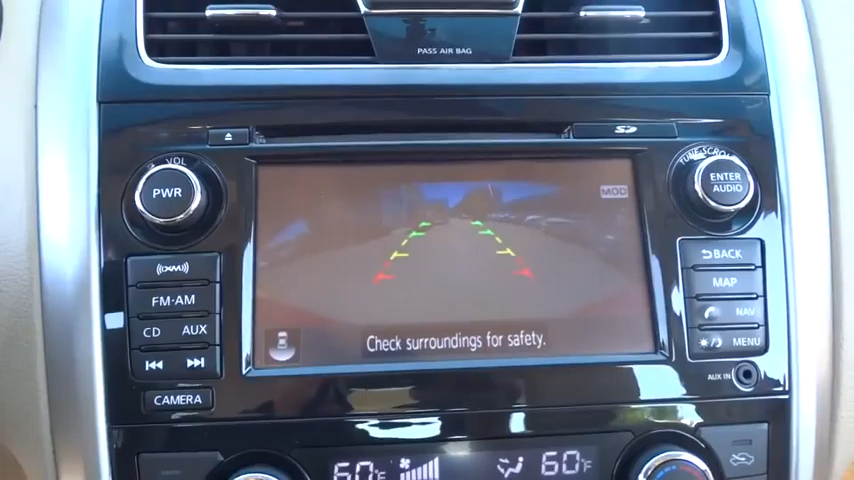 PASS AIR BAG
SD
VOL
TUNE·SCROLL
PWR
ENTER
AUDIO
MOD
((XM))
BACK
FM-AM
MAP
CD AUX
NAV
MENU
AUX IN
CAMERA
Check surroundings for safety.
60°F
60°F